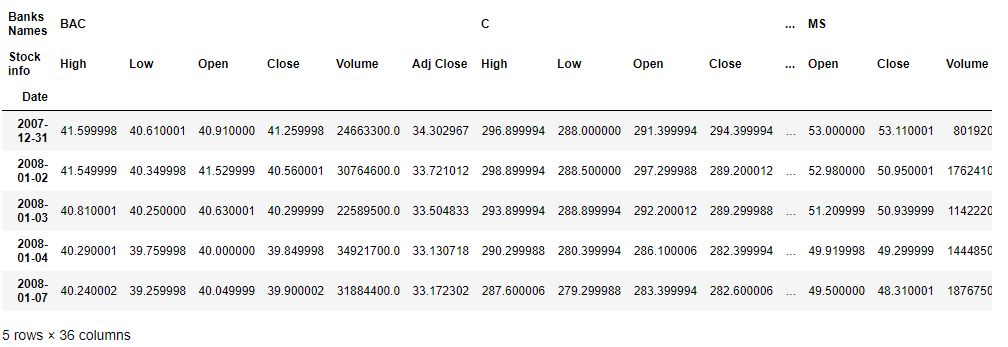 Banks Names BAC C ... MS
Stock info High Low Open Close Volume Adj Close High Low Open Close ... Open Close Volume
Date
2007-12-31 41.599998 40.610001 40.910000 41.259998 24663300.0 34.302967 296.899994 288.000000 291.399994 294.399994 ... 53.000000 53.110001 801920
2008-01-02 41.549999 40.349998 41.529999 40.560001 30764600.0 33.721012 298.899994 288.500000 297.299988 289.200012 ... 52.980000 50.950001 1762410
2008-01-03 40.810001 40.250000 40.630001 40.299999 22589500.0 33.504833 293.899994 288.899994 292.200012 289.299988 ... 51.209999 50.939999 1142220
2008-01-04 40.290001 39.759998 40.000000 39.849998 34921700.0 33.130718 290.299988 280.399994 286.100006 282.399994 ... 49.919998 49.299999 1444850
2008-01-07 40.240002 39.259998 40.049999 39.900002 31884400.0 33.172302 287.600006 279.299988 283.399994 282.600006 ... 49.500000 48.310001 1876750
5 rows × 36 columns